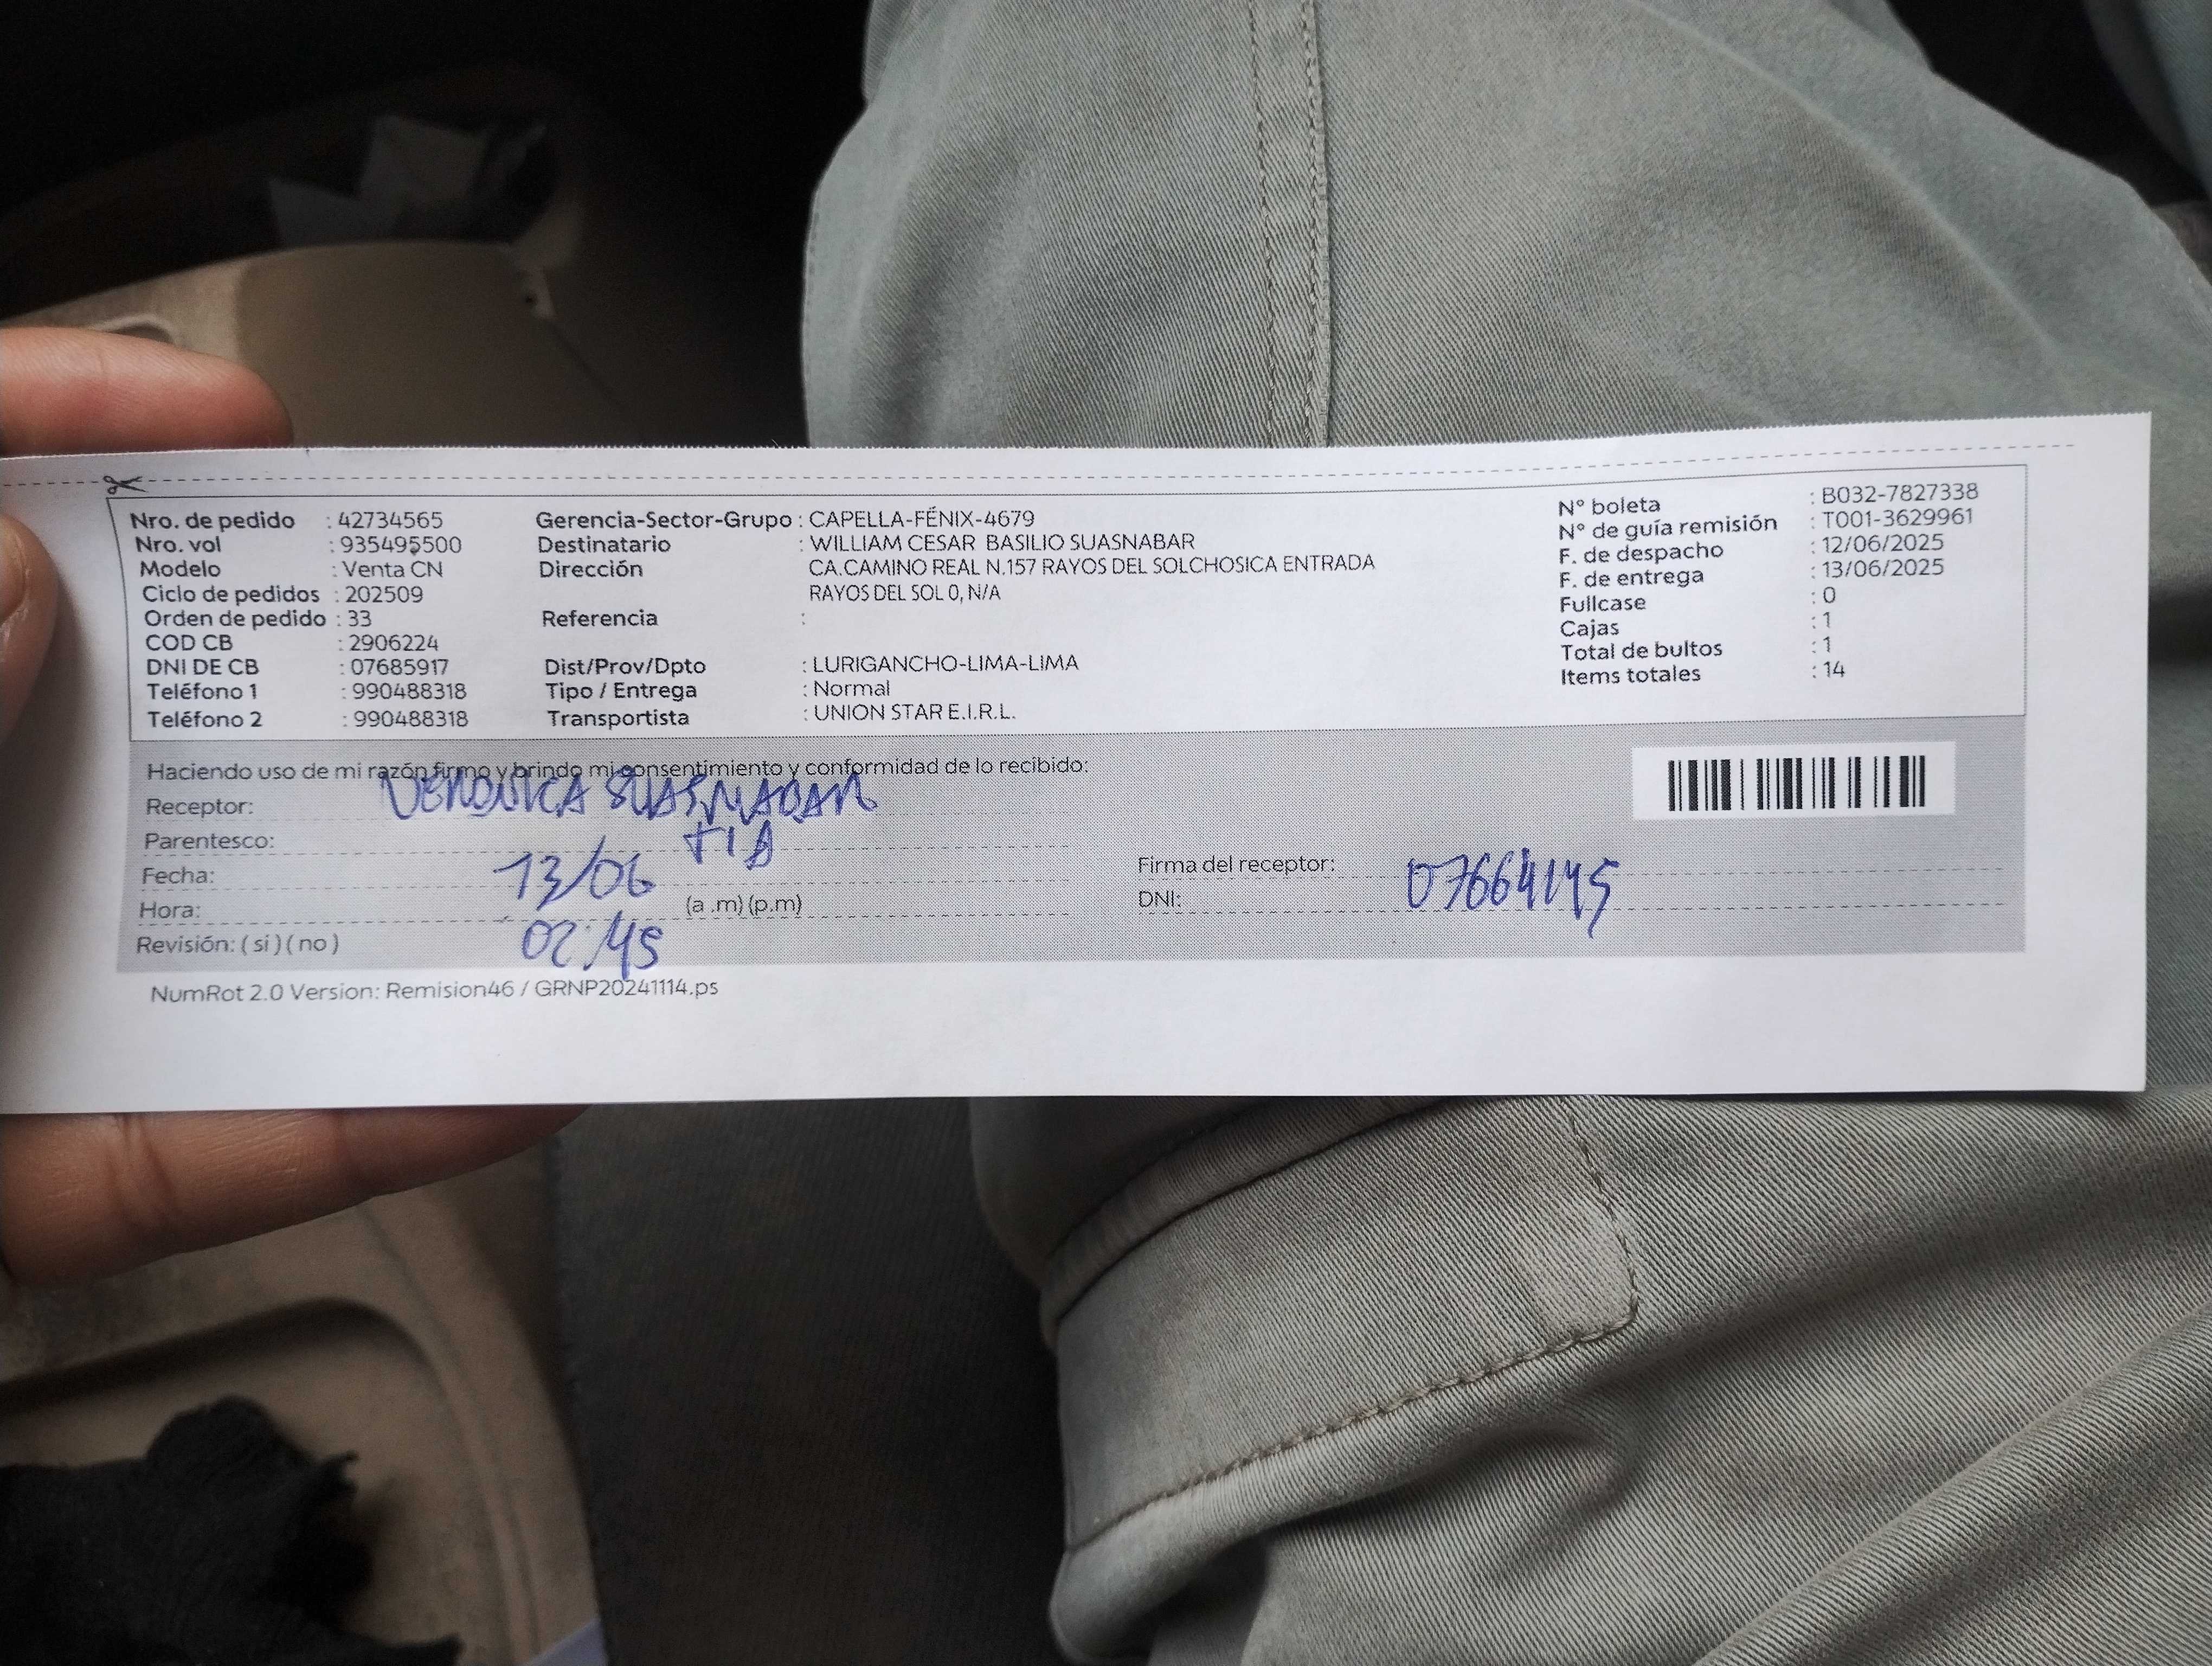 Nro. de pedido : 42734565
Nro. vol : 935495500
Modelo : Venta CN
Ciclo de pedidos : 202509
Orden de pedido : 33
COD CB : 2906224
DNI DE CB : 07685917
Teléfono 1 : 990488318
Teléfono 2 : 990488318
Gerencia-Sector-Grupo : CAPELLA-FÉNIX-4679
Destinatario : WILLIAM CESAR BASILIO SUASNABAR
Dirección CA.CAMINO REAL N.157 RAYOS DEL SOLCHOSICA ENTRADA
RAYOS DEL SOL 0, N/A
Referencia :
Dist/Prov/Dpto : LURIGANCHO-LIMA-LIMA
Tipo / Entrega : Normal
Transportista : UNION STAR E.I.R.L.
N° boleta : B032-7827338
N° de guía remisión : T001-3629961
F. de despacho : 12/06/2025
F. de entrega : 13/06/2025
Fullcase : 0
Cajas : 1
Total de bultos : 1
Items totales : 14
Haciendo uso de mi razón firmo y brindo mi consentimiento y conformidad de lo recibido:
Receptor: VERONICA SUASNABAR
Parentesco: TIA
Fecha: 13/06
Hora: 02:45 (a .m) (p.m)
Revisión: ( si ) ( no )
Firma del receptor:
DNI: 07664145
NumRot 2.0 Version: Remision46 / GRNP20241114.ps